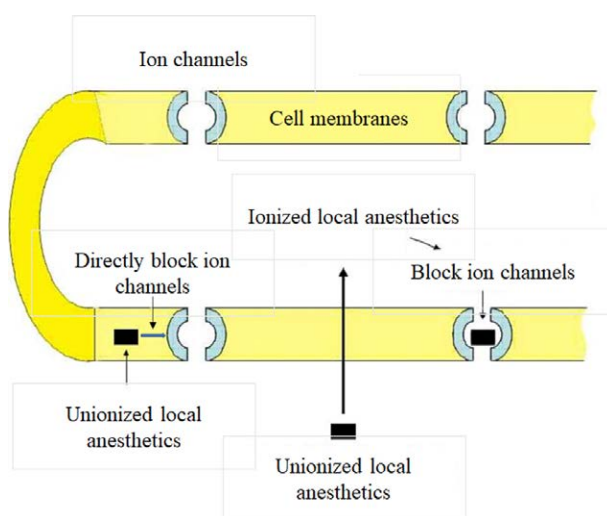 Ion channels
Cell membranes
Ionized local anesthetics
Directly block ion
channels
Block ion channels
Unionized local
anesthetics
Unionized local
anesthetics